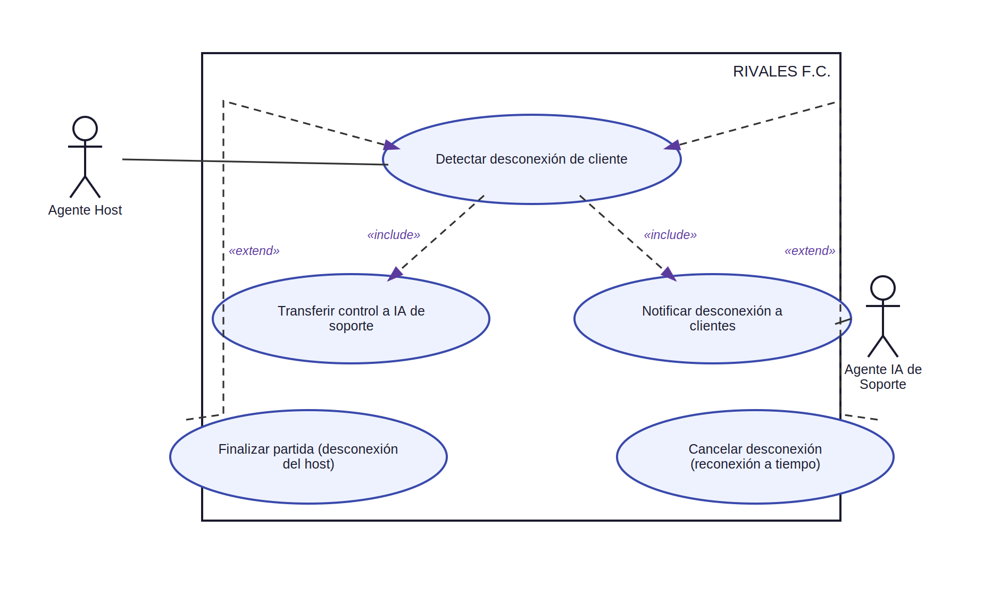 RIVALES F.C.
Detectar desconexión de cliente
Agente Host
«include»
«include»
«extend»
«extend»
Transferir control a IA de
soporte
Notificar desconexión a
clientes
Agente IA de
Soporte
Finalizar partida (desconexión
del host)
Cancelar desconexión
(reconexión a tiempo)